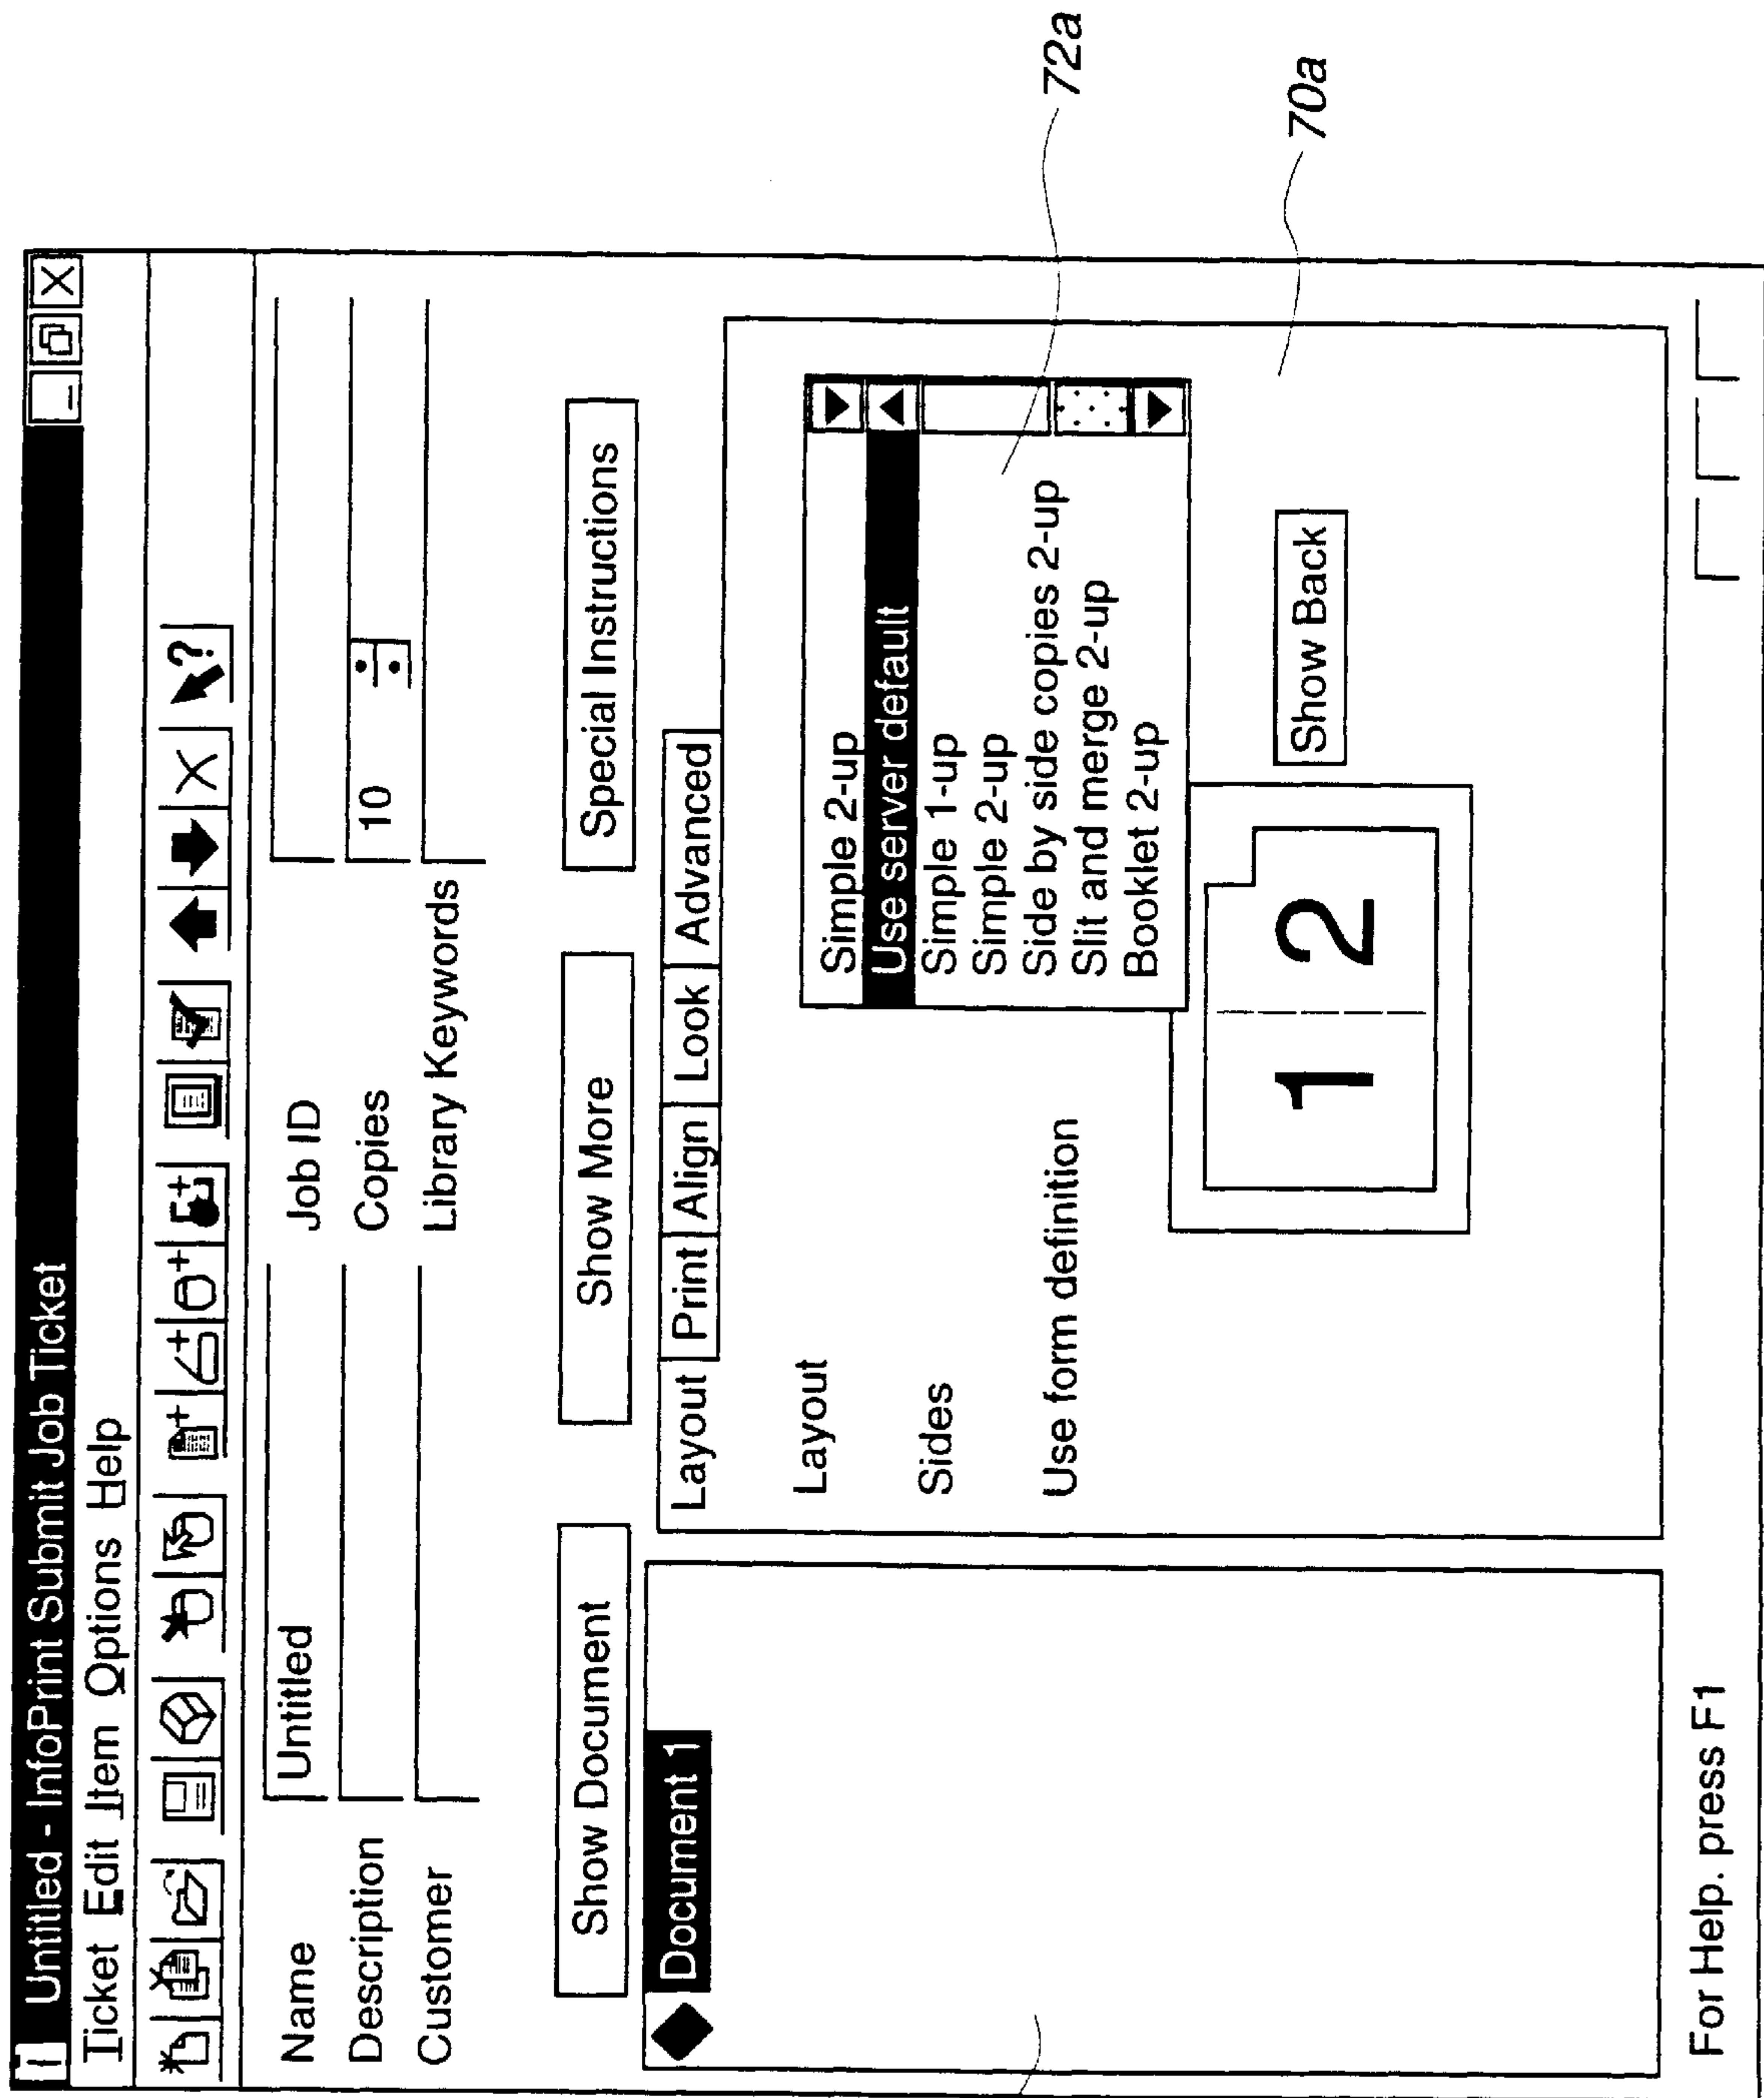 Untitled - InfoPrint Submit Job Ticket
Ticket Edit Item Options Help
Name Untitled Job ID
Description Copies 10
Customer Library Keywords
Show Document Show More Special Instructions
Document 1
Layout Print Align Look Advanced
Layout Simple 2-up
Use server default
Sides Simple 1-up
Simple 2-up
Side by side copies 2-up
Use form definition Slit and merge 2-up
Booklet 2-up
1 2 Show Back
For Help. press F1
72a
70a